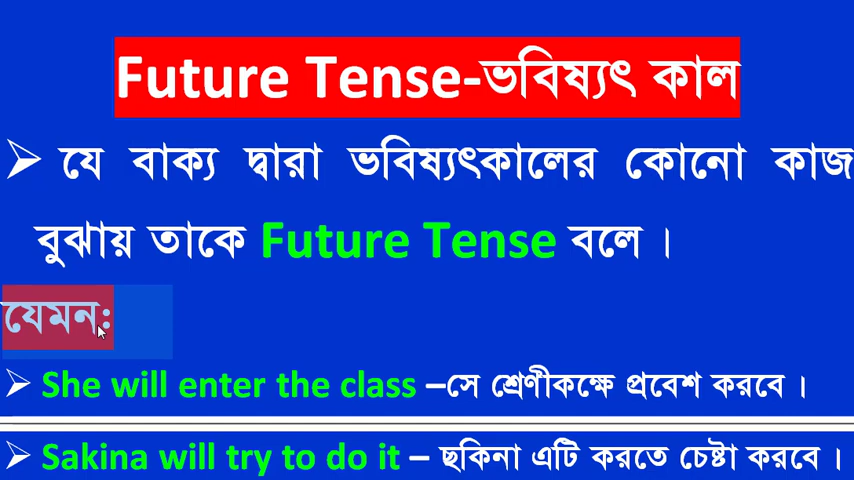 Future Tense-ভবিষ্যৎ কাল
➢ যে বাক্য দ্বারা ভবিষ্যৎকালের কোনো কাজ
বুঝায় তাকে Future Tense বলে ।
যেমন:
➢ She will enter the class –সে শ্রেণীকক্ষে প্রবেশ করবে ।
➢ Sakina will try to do it – ছকিনা এটি করতে চেষ্টা করবে ।